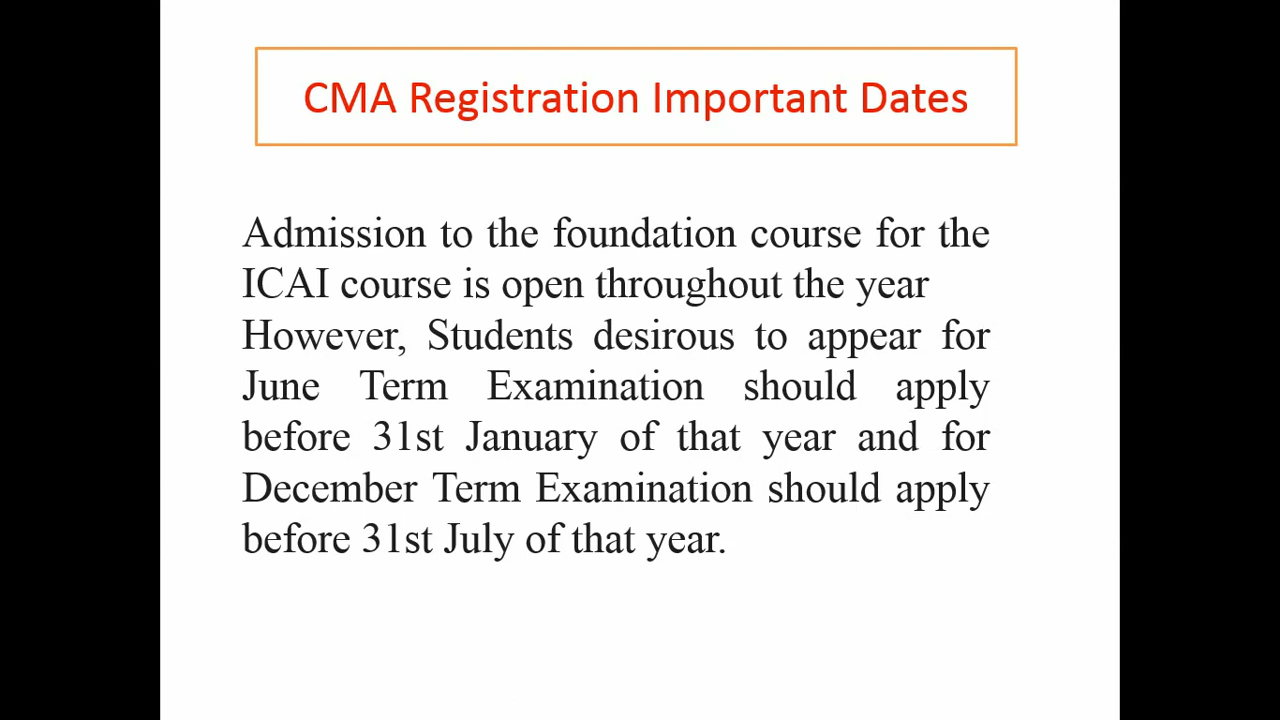 CMA Registration Important Dates
Admission to the foundation course for the
ICAI course is open throughout the year
However, Students desirous to appear for
June Term Examination should apply
before 31st January of that year and for
December Term Examination should apply
before 31st July of that year.